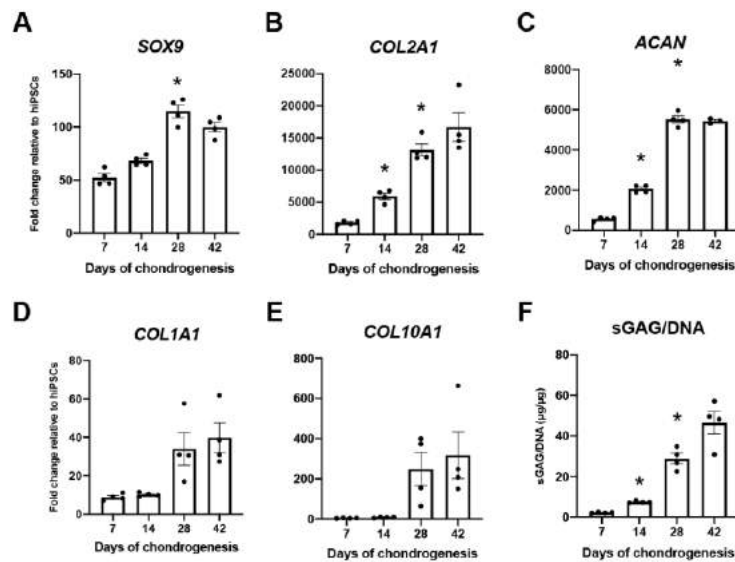 A
SOX9
Fold change relative to hiPSCs
150
100
50
0
*
7 14 28 42
Days of chondrogenesis
B
COL2A1
25000
20000
15000
10000
5000
0
* *
7 14 28 42
Days of chondrogenesis
C
ACAN
8000
6000
4000
2000
0
* *
7 14 28 42
Days of chondrogenesis
D
COL1A1
Fold change relative to hiPSCs
80
60
40
20
0
7 14 28 42
Days of chondrogenesis
E
COL10A1
800
600
400
200
0
7 14 28 42
Days of chondrogenesis
F
sGAG/DNA
sGAG/DNA (µg/µg)
80
60
40
20
0
* *
7 14 28 42
Days of chondrogenesis